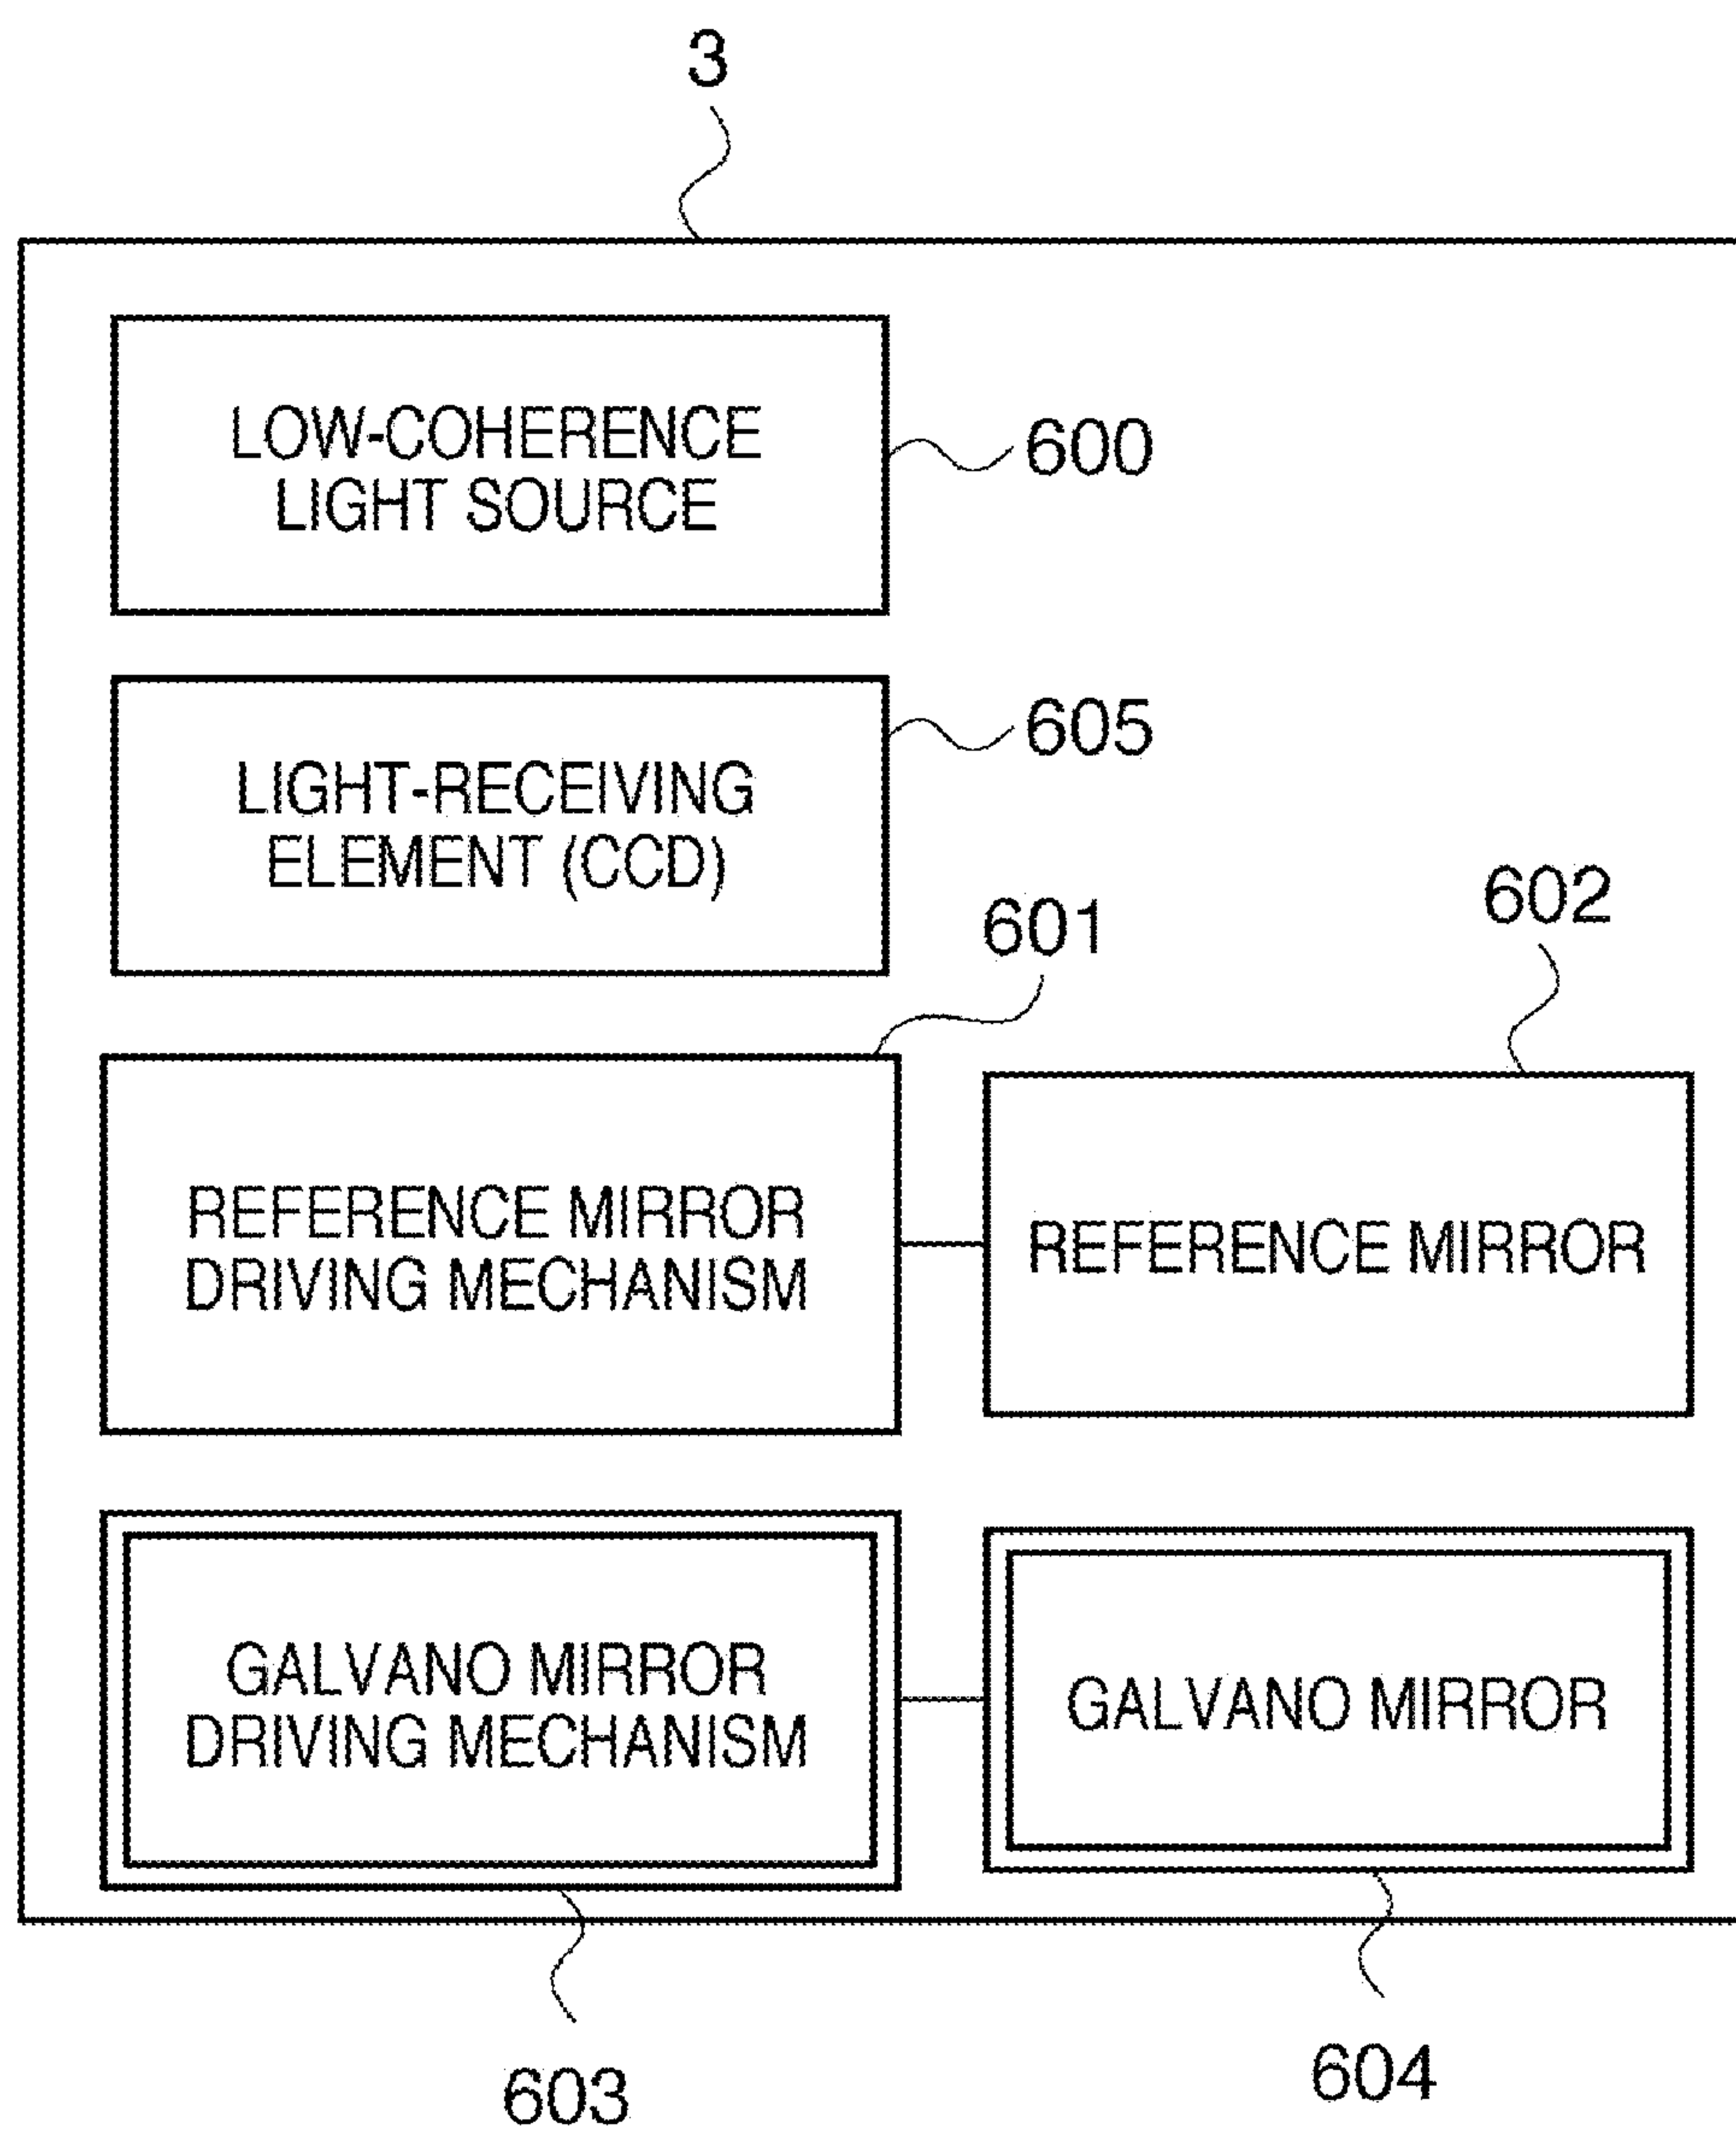 3
LOW-COHERENCE
LIGHT SOURCE
600
LIGHT-RECEIVING
ELEMENT (CCD)
605
601
602
REFERENCE MIRROR
DRIVING MECHANISM
REFERENCE MIRROR
GALVANO MIRROR
DRIVING MECHANISM
GALVANO MIRROR
603
604